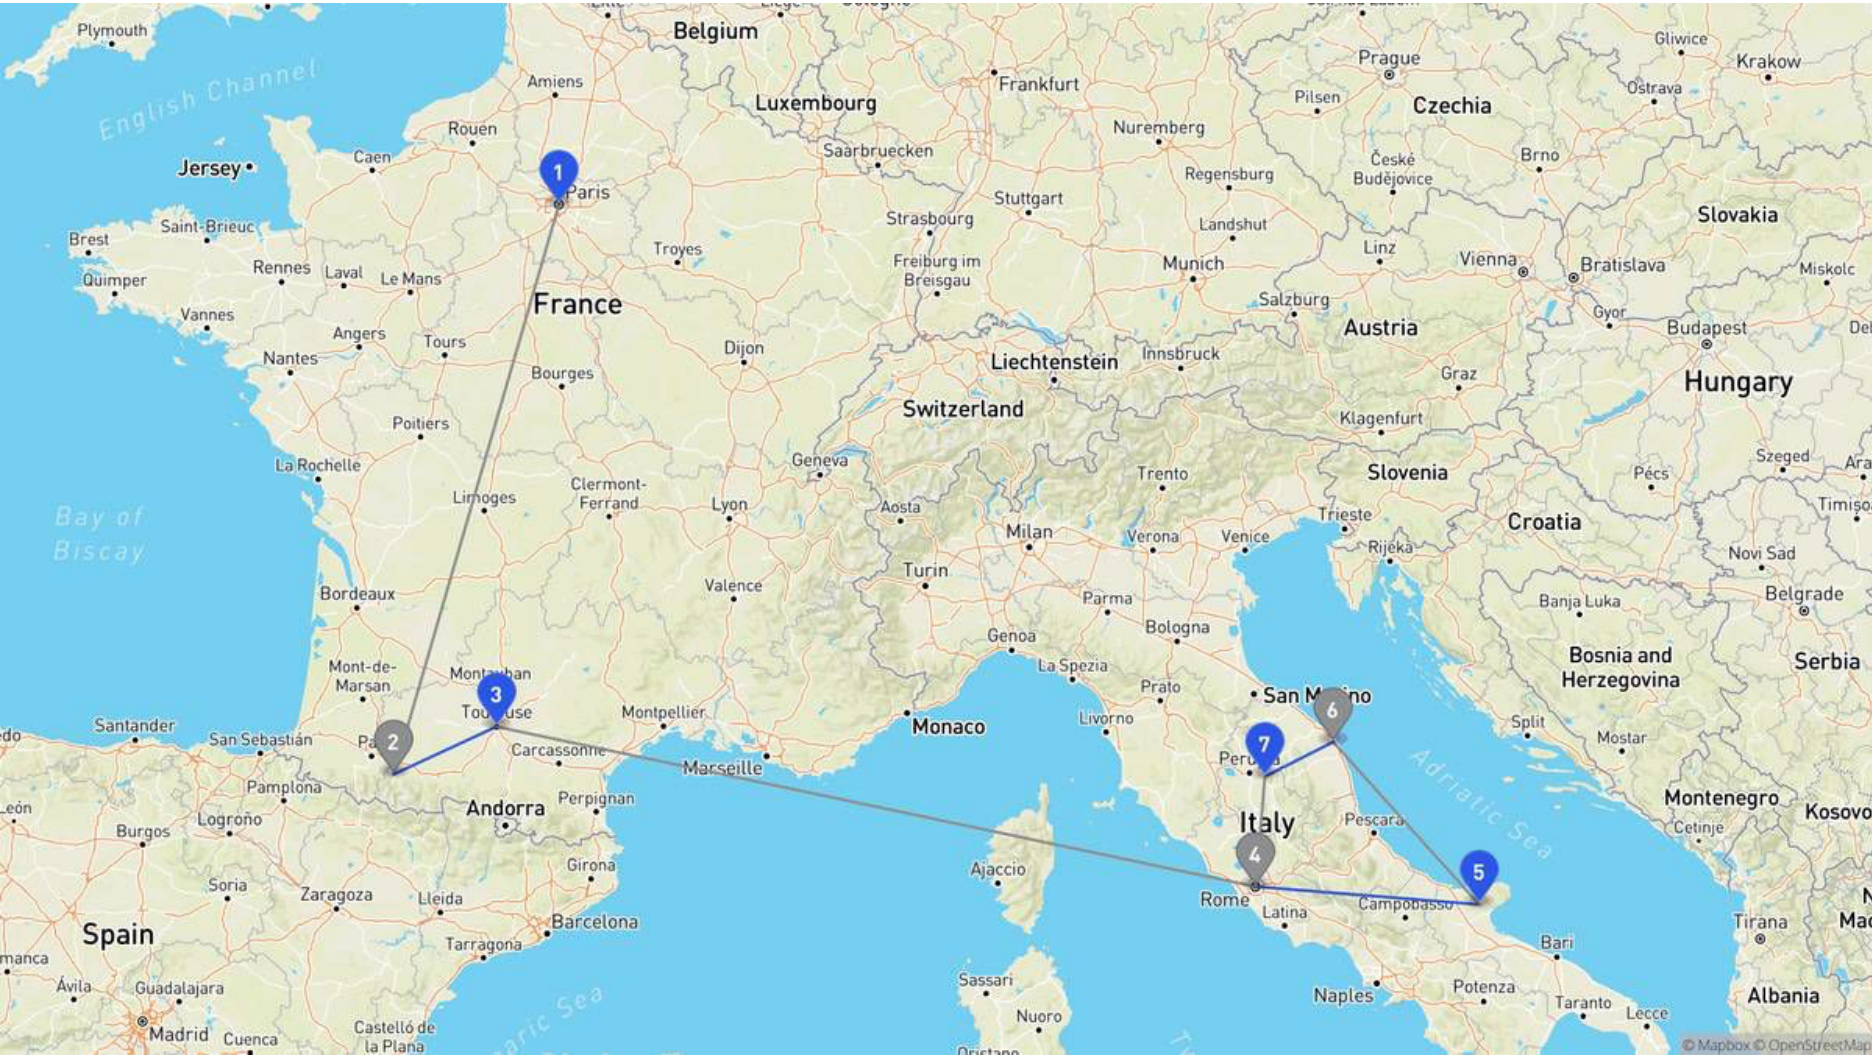 Plymouth
Belgium
Gliwice
Krakow
Prague
Amiens
Frankfurt
English Channel
Luxembourg
Pilsen
Czechia
Ostrava
Rouen
Nuremberg
Caen
Saarbruecken
Jersey
České
Budějovice
Brno
1
Paris
Regensburg
Stuttgart
Strasbourg
Landshut
Slovakia
Saint-Brieuc
Brest
Troyes
Linz
Vienna
Bratislava
Rennes
Laval
Le Mans
Freiburg im
Breisgau
Munich
Miskolc
Quimper
France
Salzburg
Vannes
Gyor
Angers
Tours
Austria
Budapest
Nantes
Dijon
Liechtenstein
Innsbruck
Bourges
Graz
Hungary
Switzerland
Poitiers
Klagenfurt
La Rochelle
Geneva
Trento
Slovenia
Pécs
Szeged
Limoges
Clermont-
Ferrand
Lyon
Aosta
Bay of
Biscay
Milan
Verona
Venice
Trieste
Croatia
Rijeka
Novi Sad
Turin
Valence
Bordeaux
Parma
Banja Luka
Belgrade
Genoa
Bologna
La Spezia
Mont-de-
Marsan
Montauban
Bosnia and
Herzegovina
Serbia
3
Prato
San Marino
Toulouse
Montpellier
Monaco
Livorno
6
Santander
San Sebastián
2
Carcassonne
Marseille
7
Split
Mostar
Adriatic Sea
Pamplona
Andorra
Perpignan
Italy
Montenegro
Kosovo
Logroño
Burgos
Pescara
Cetinje
4
5
Girona
Ajaccio
Soria
Zaragoza
Lleida
Rome
Latina
Campobasso
Barcelona
Spain
Tarragona
Tirana
Bari
Ávila
Guadalajara
Sassari
Naples
Potenza
Taranto
Albania
Madrid
Cuenca
Castelló de
la Plana
Nuoro
Lecce
© Mapbox © OpenStreetMap